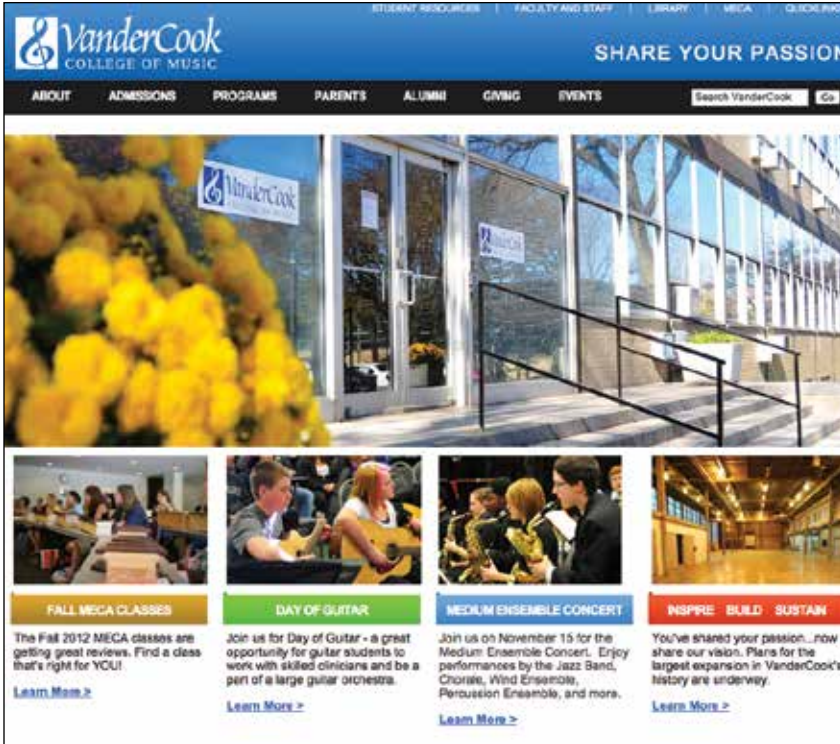 STUDENT RESOURCES | FACULTY AND STAFF | LIBRARY | MECA | QUICKLINKS
VanderCook
COLLEGE OF MUSIC
SHARE YOUR PASSION
ABOUT ADMISSIONS PROGRAMS PARENTS ALUMNI GIVING EVENTS Search VanderCook Go
VanderCook
COLLEGE OF MUSIC
VanderCook
FALL MECA CLASSES
The Fall 2012 MECA classes are
getting great reviews. Find a class
that's right for YOU!
Learn More >
DAY OF GUITAR
Join us for Day of Guitar - a great
opportunity for guitar students to
work with skilled clinicians and be a
part of a large guitar orchestra.
Learn More >
MEDIUM ENSEMBLE CONCERT
Join us on November 15 for the
Medium Ensemble Concert. Enjoy
performances by the Jazz Band,
Chorale, Wind Ensemble,
Percussion Ensemble, and more.
Learn More >
INSPIRE BUILD SUSTAIN
You've shared your passion...now
share our vision. Plans for the
largest expansion in VanderCook's
history are underway.
Learn More >